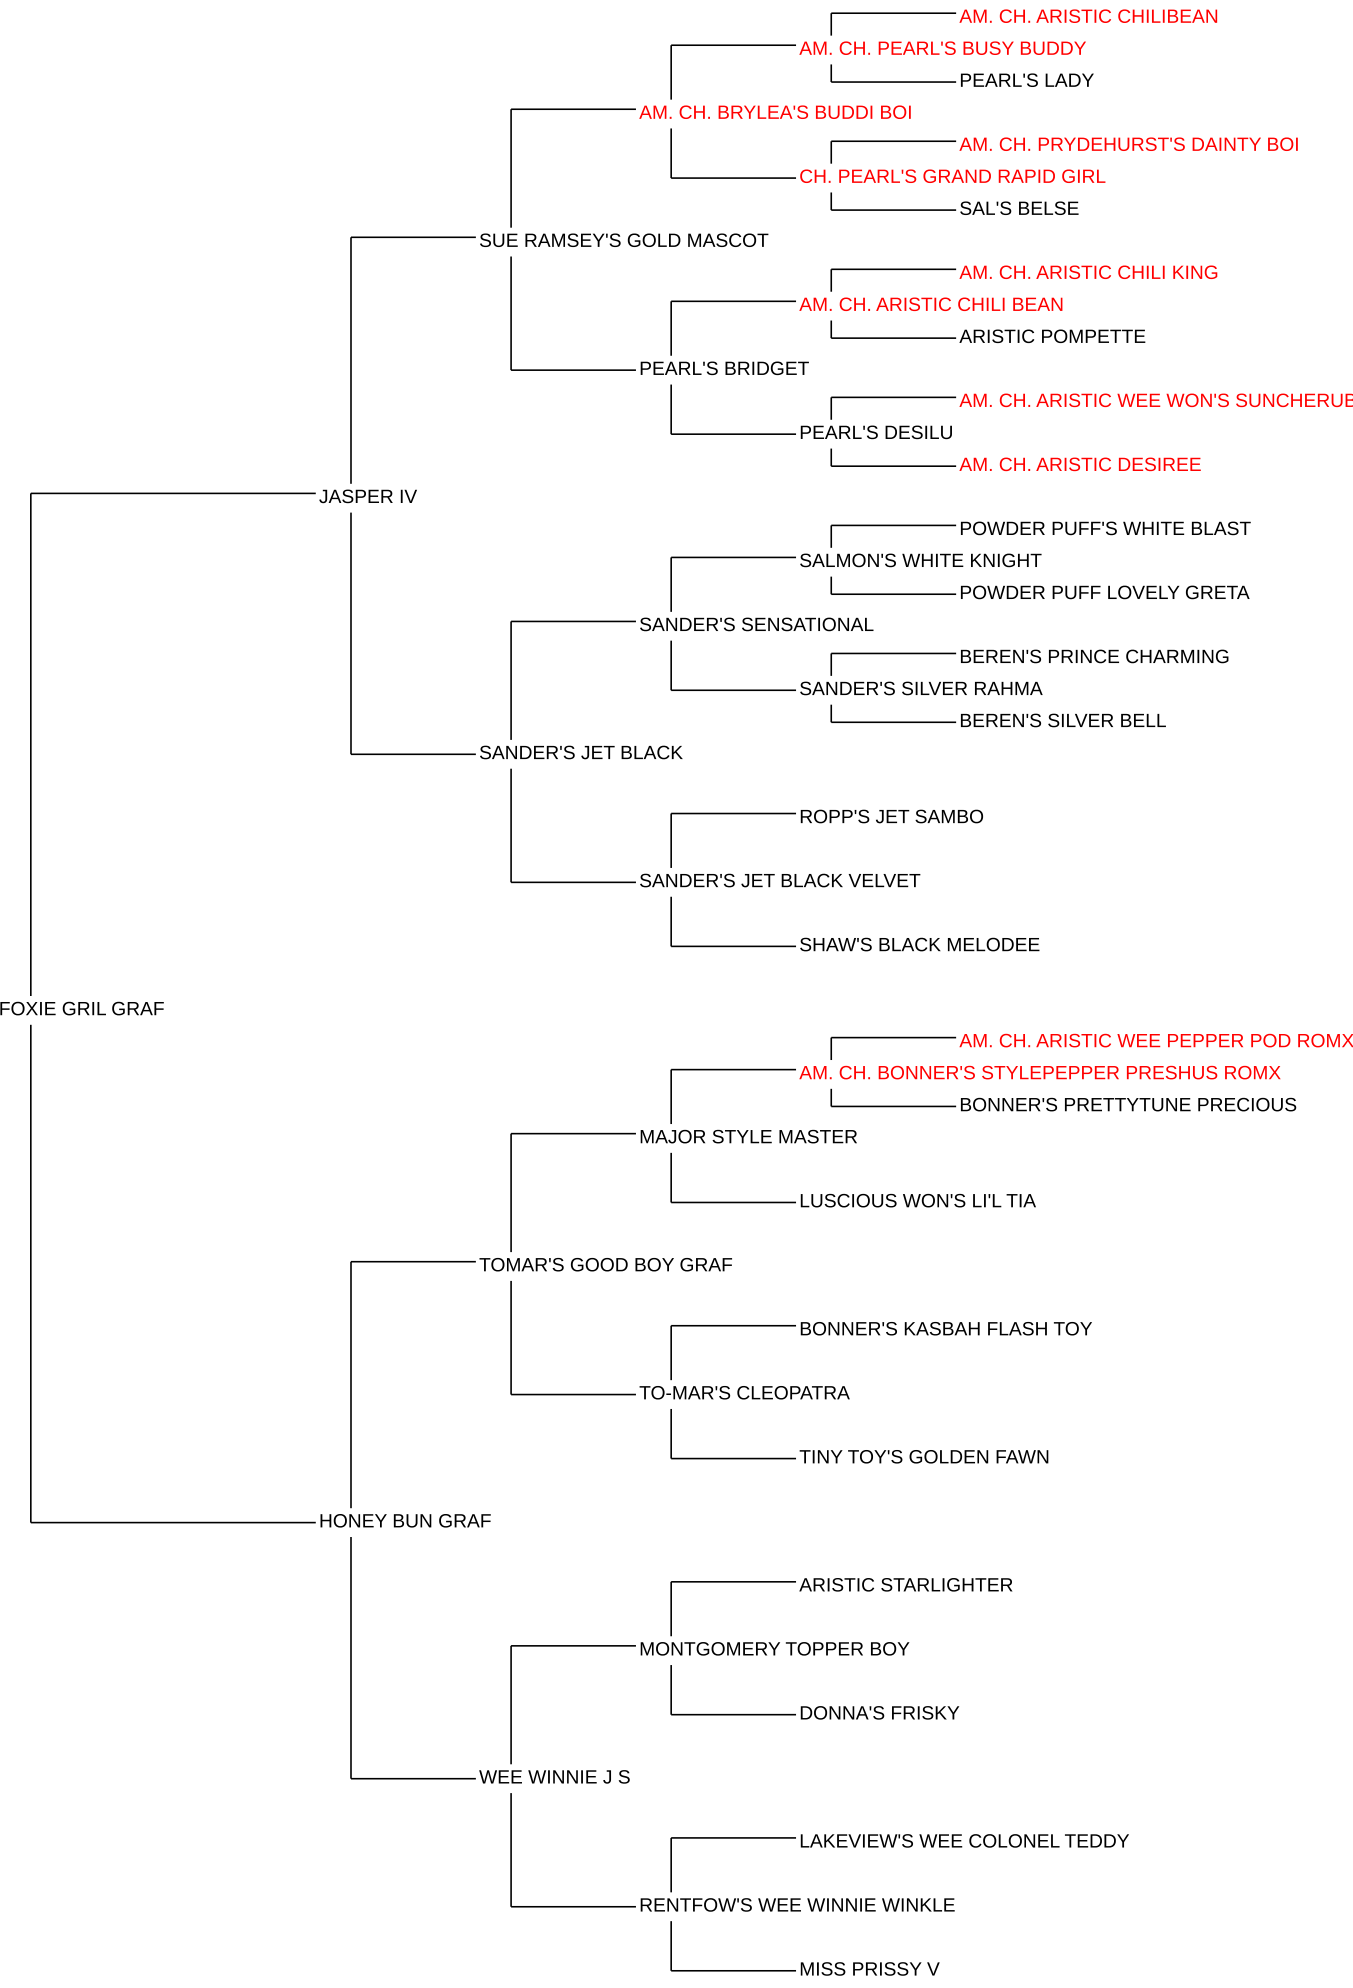 AM. CH. ARISTIC CHILIBEAN
AM. CH. PEARL'S BUSY BUDDY
PEARL'S LADY
AM. CH. BRYLEA'S BUDDI BOI
AM. CH. PRYDEHURST'S DAINTY BOI
CH. PEARL'S GRAND RAPID GIRL
SAL'S BELSE
SUE RAMSEY'S GOLD MASCOT
AM. CH. ARISTIC CHILI KING
AM. CH. ARISTIC CHILI BEAN
ARISTIC POMPETTE
PEARL'S BRIDGET
AM. CH. ARISTIC WEE WON'S SUNCHERUB
PEARL'S DESILU
AM. CH. ARISTIC DESIREE
JASPER IV
POWDER PUFF'S WHITE BLAST
SALMON'S WHITE KNIGHT
POWDER PUFF LOVELY GRETA
SANDER'S SENSATIONAL
BEREN'S PRINCE CHARMING
SANDER'S SILVER RAHMA
BEREN'S SILVER BELL
SANDER'S JET BLACK
ROPP'S JET SAMBO
SANDER'S JET BLACK VELVET
SHAW'S BLACK MELODEE
FOXIE GRIL GRAF
AM. CH. ARISTIC WEE PEPPER POD ROMX
AM. CH. BONNER'S STYLEPEPPER PRESHUS ROMX
BONNER'S PRETTYTUNE PRECIOUS
MAJOR STYLE MASTER
LUSCIOUS WON'S LI'L TIA
TOMAR'S GOOD BOY GRAF
BONNER'S KASBAH FLASH TOY
TO-MAR'S CLEOPATRA
TINY TOY'S GOLDEN FAWN
HONEY BUN GRAF
ARISTIC STARLIGHTER
MONTGOMERY TOPPER BOY
DONNA'S FRISKY
WEE WINNIE J S
LAKEVIEW'S WEE COLONEL TEDDY
RENTFOW'S WEE WINNIE WINKLE
MISS PRISSY V